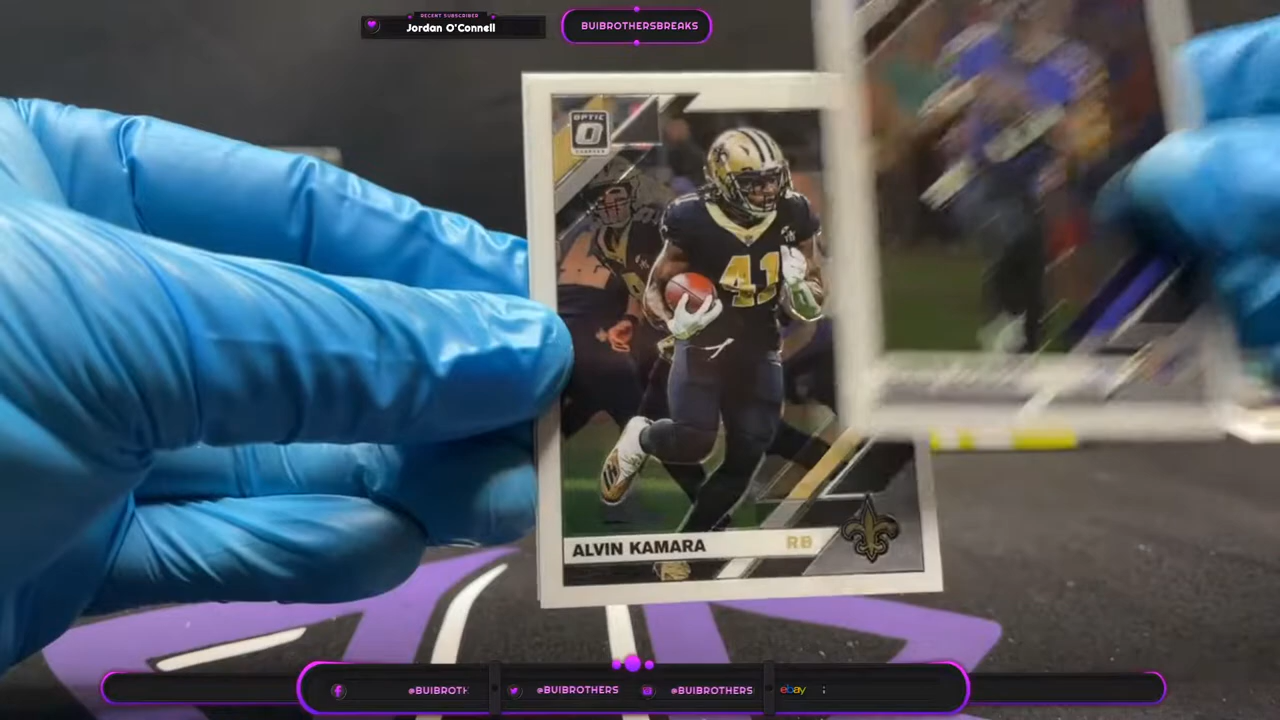 RECENT SUBSCRIBER
Jordan O'Connell
BUIBROTHERSBREAKS
OPTIC
41
ALVIN KAMARA
RB
@BUIBROTH
@BUIBROTHERS
@BUIBROTHERS
ebay